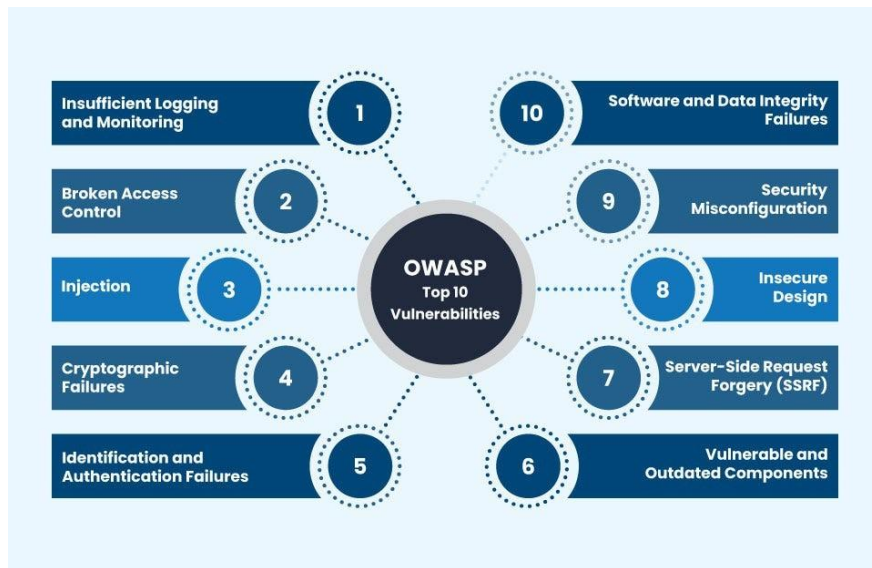 Insufficient Logging
and Monitoring
1
Broken Access
Control
2
Injection
3
Cryptographic
Failures
4
Identification and
Authentication Failures
5
OWASP
Top 10
Vulnerabilities
10
Software and Data Integrity
Failures
9
Security
Misconfiguration
8
Insecure
Design
7
Server-Side Request
Forgery (SSRF)
6
Vulnerable and
Outdated Components